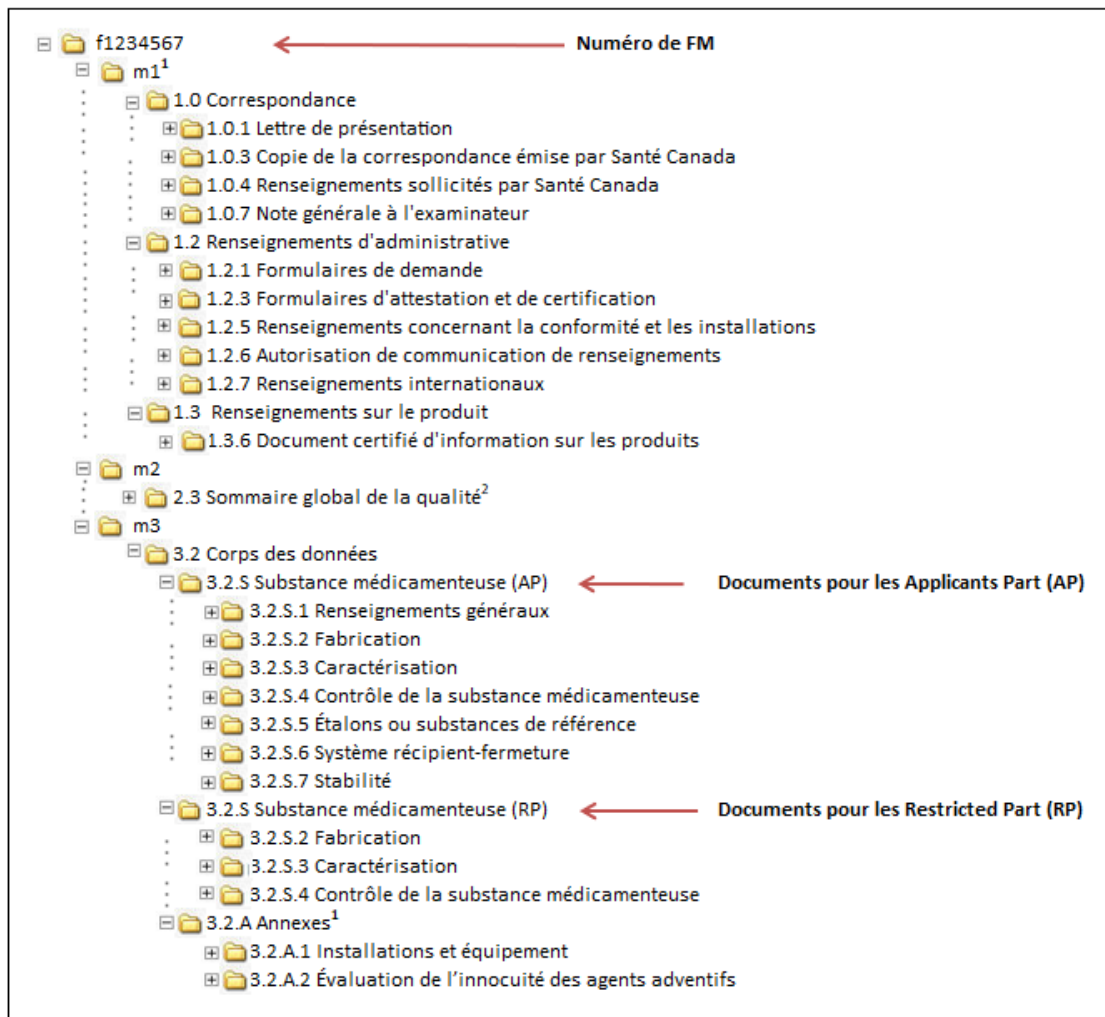 f1234567 Numéro de FM
m1¹
1.0 Correspondance
1.0.1 Lettre de présentation
1.0.3 Copie de la correspondance émise par Santé Canada
1.0.4 Renseignements sollicités par Santé Canada
1.0.7 Note générale à l'examinateur
1.2 Renseignements d'administrative
1.2.1 Formulaires de demande
1.2.3 Formulaires d'attestation et de certification
1.2.5 Renseignements concernant la conformité et les installations
1.2.6 Autorisation de communication de renseignements
1.2.7 Renseignements internationaux
1.3 Renseignements sur le produit
1.3.6 Document certifié d'information sur les produits
m2
2.3 Sommaire global de la qualité²
m3
3.2 Corps des données
3.2.S Substance médicamenteuse (AP) Documents pour les Applicants Part (AP)
3.2.S.1 Renseignements généraux
3.2.S.2 Fabrication
3.2.S.3 Caractérisation
3.2.S.4 Contrôle de la substance médicamenteuse
3.2.S.5 Étalons ou substances de référence
3.2.S.6 Système récipient-fermeture
3.2.S.7 Stabilité
3.2.S Substance médicamenteuse (RP) Documents pour les Restricted Part (RP)
3.2.S.2 Fabrication
3.2.S.3 Caractérisation
3.2.S.4 Contrôle de la substance médicamenteuse
3.2.A Annexes¹
3.2.A.1 Installations et équipement
3.2.A.2 Évaluation de l’innocuité des agents adventifs